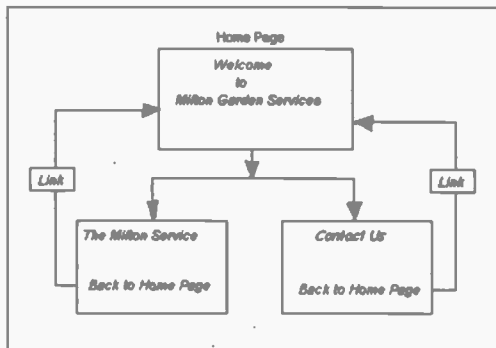 Home Page
Welcome
to
Milton Garden Services
Link
Link
The Milton Service
Contact Us
Back to Home Page
Back to Home Page